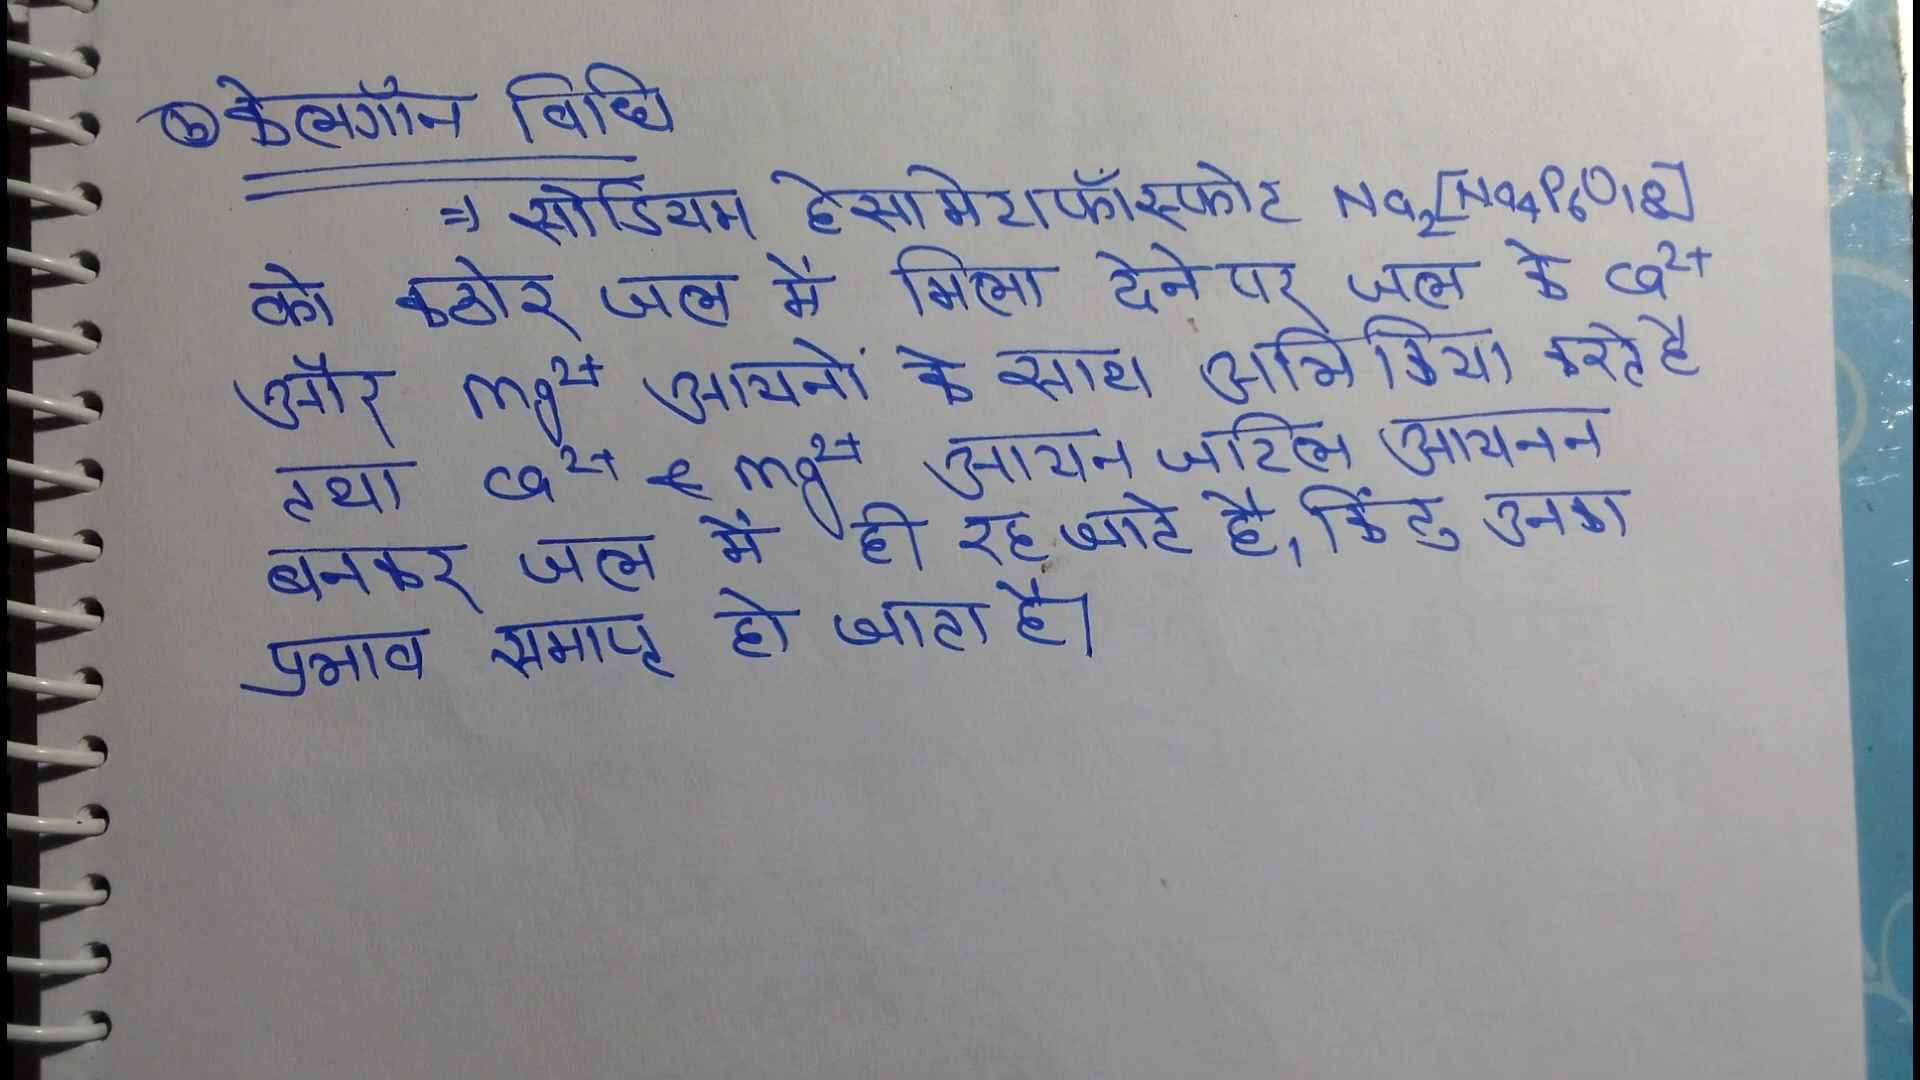 ⑥ केलगॉन विधि
⇒ सोडियम हेसामेटाफॉस्फोट Na₂[Na₄P₆O₁₈]
को कठोर जल में मिला देने पर जल के Ca²⁺
और mg²⁺ आयनों के साथ अभिक्रिया करते है
तथा Ca²⁺ & mg²⁺ आयन जटिल आयनन
बनकर जल में ही रह जाते है, किंतु उनका
प्रभाव समाप्त हो जाता है।